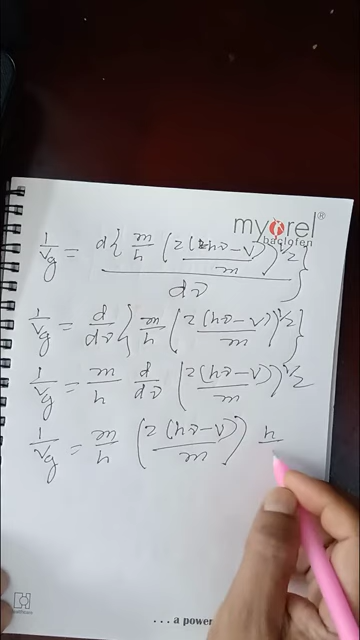 myorel®
baclofen
1/Vg = d{ m/h (2(hν-V)/m)^1/2 } / dν
1/Vg = d/dν { m/h (2(hν-V)/m)^1/2 }
1/Vg = m/h d/dν (2(hν-V)/m)^1/2
1/Vg = m/h (2(hν-V)/m) h/
...a power